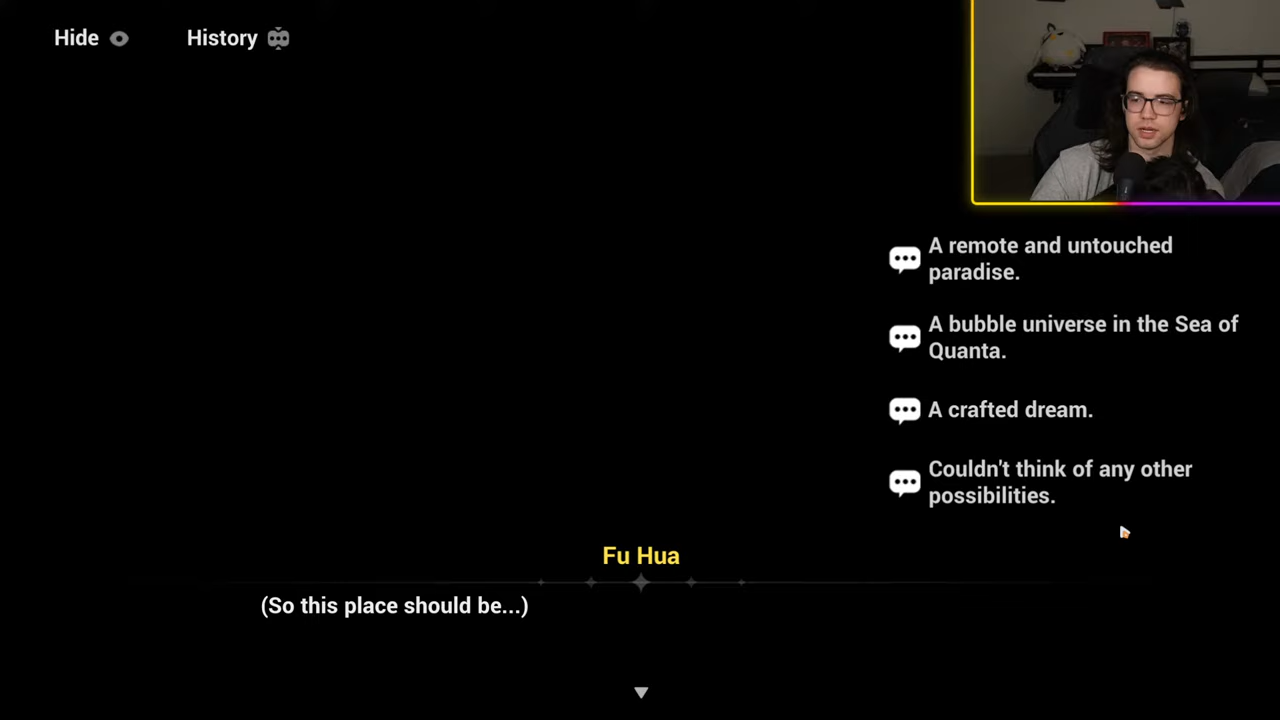 Hide
History
A remote and untouched
paradise.
A bubble universe in the Sea of
Quanta.
A crafted dream.
Couldn't think of any other
possibilities.
Fu Hua
(So this place should be...)